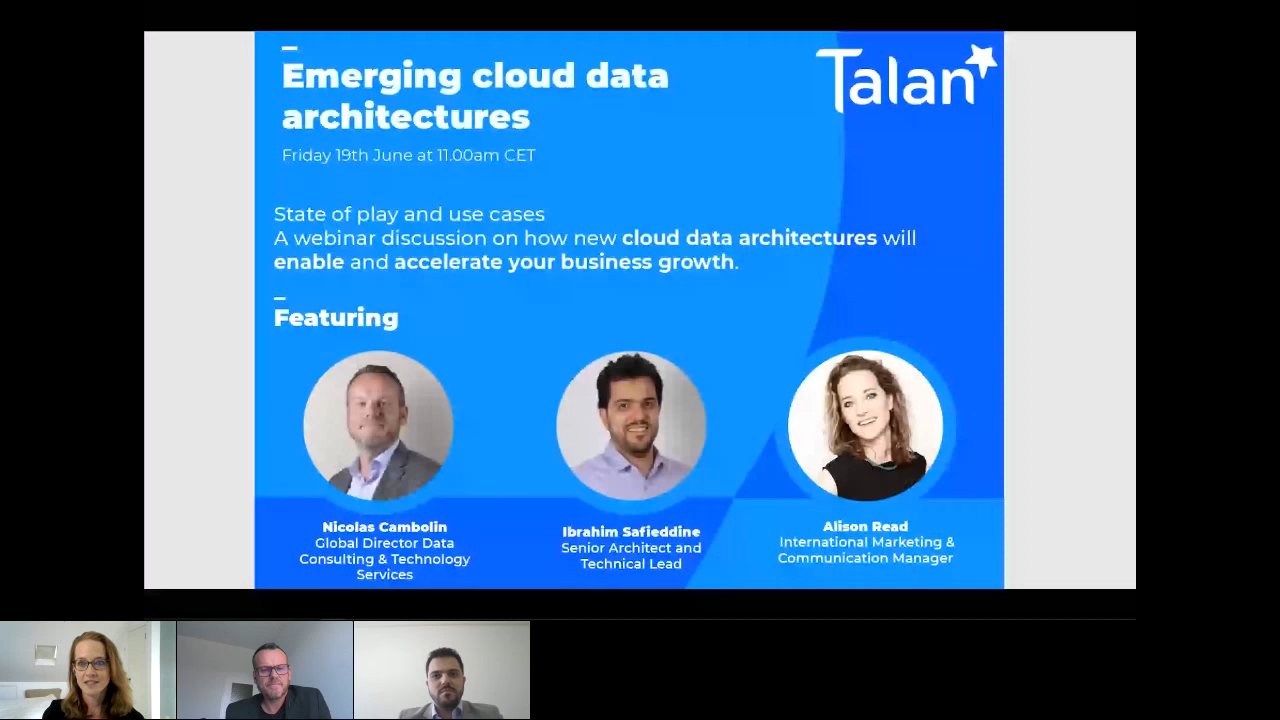 Emerging cloud data
architectures
Talan
Friday 19th June at 11.00am CET
State of play and use cases
A webinar discussion on how new cloud data architectures will
enable and accelerate your business growth.
Featuring
Nicolas Cambolin
Global Director Data
Consulting & Technology
Services
Ibrahim Safieddine
Senior Architect and
Technical Lead
Alison Read
International Marketing &
Communication Manager